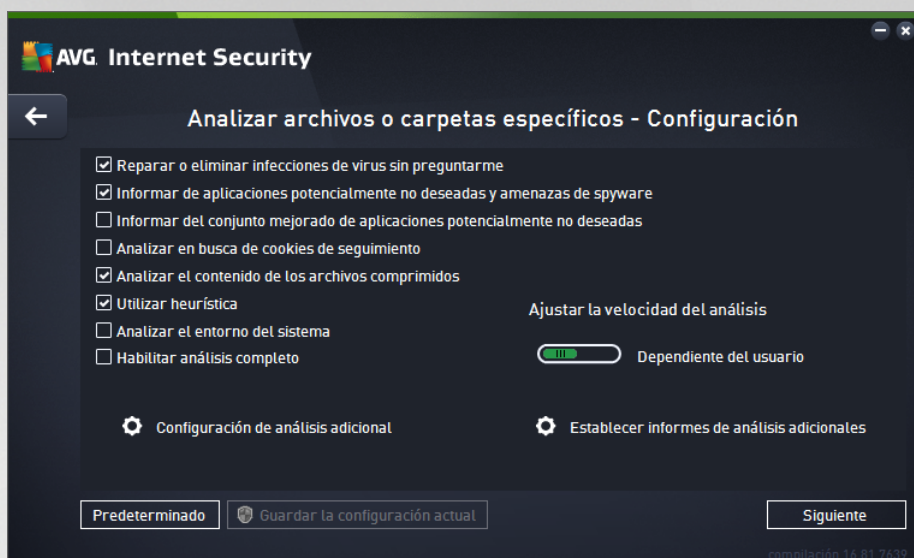 AVG Internet Security
Analizar archivos o carpetas específicos - Configuración
Reparar o eliminar infecciones de virus sin preguntarme
Informar de aplicaciones potencialmente no deseadas y amenazas de spyware
Informar del conjunto mejorado de aplicaciones potencialmente no deseadas
Analizar en busca de cookies de seguimiento
Analizar el contenido de los archivos comprimidos
Utilizar heurística
Analizar el entorno del sistema
Habilitar análisis completo
Ajustar la velocidad del análisis
Dependiente del usuario
Configuración de análisis adicional
Establecer informes de análisis adicionales
Predeterminado
Guardar la configuración actual
Siguiente
compilación 16.81.7639